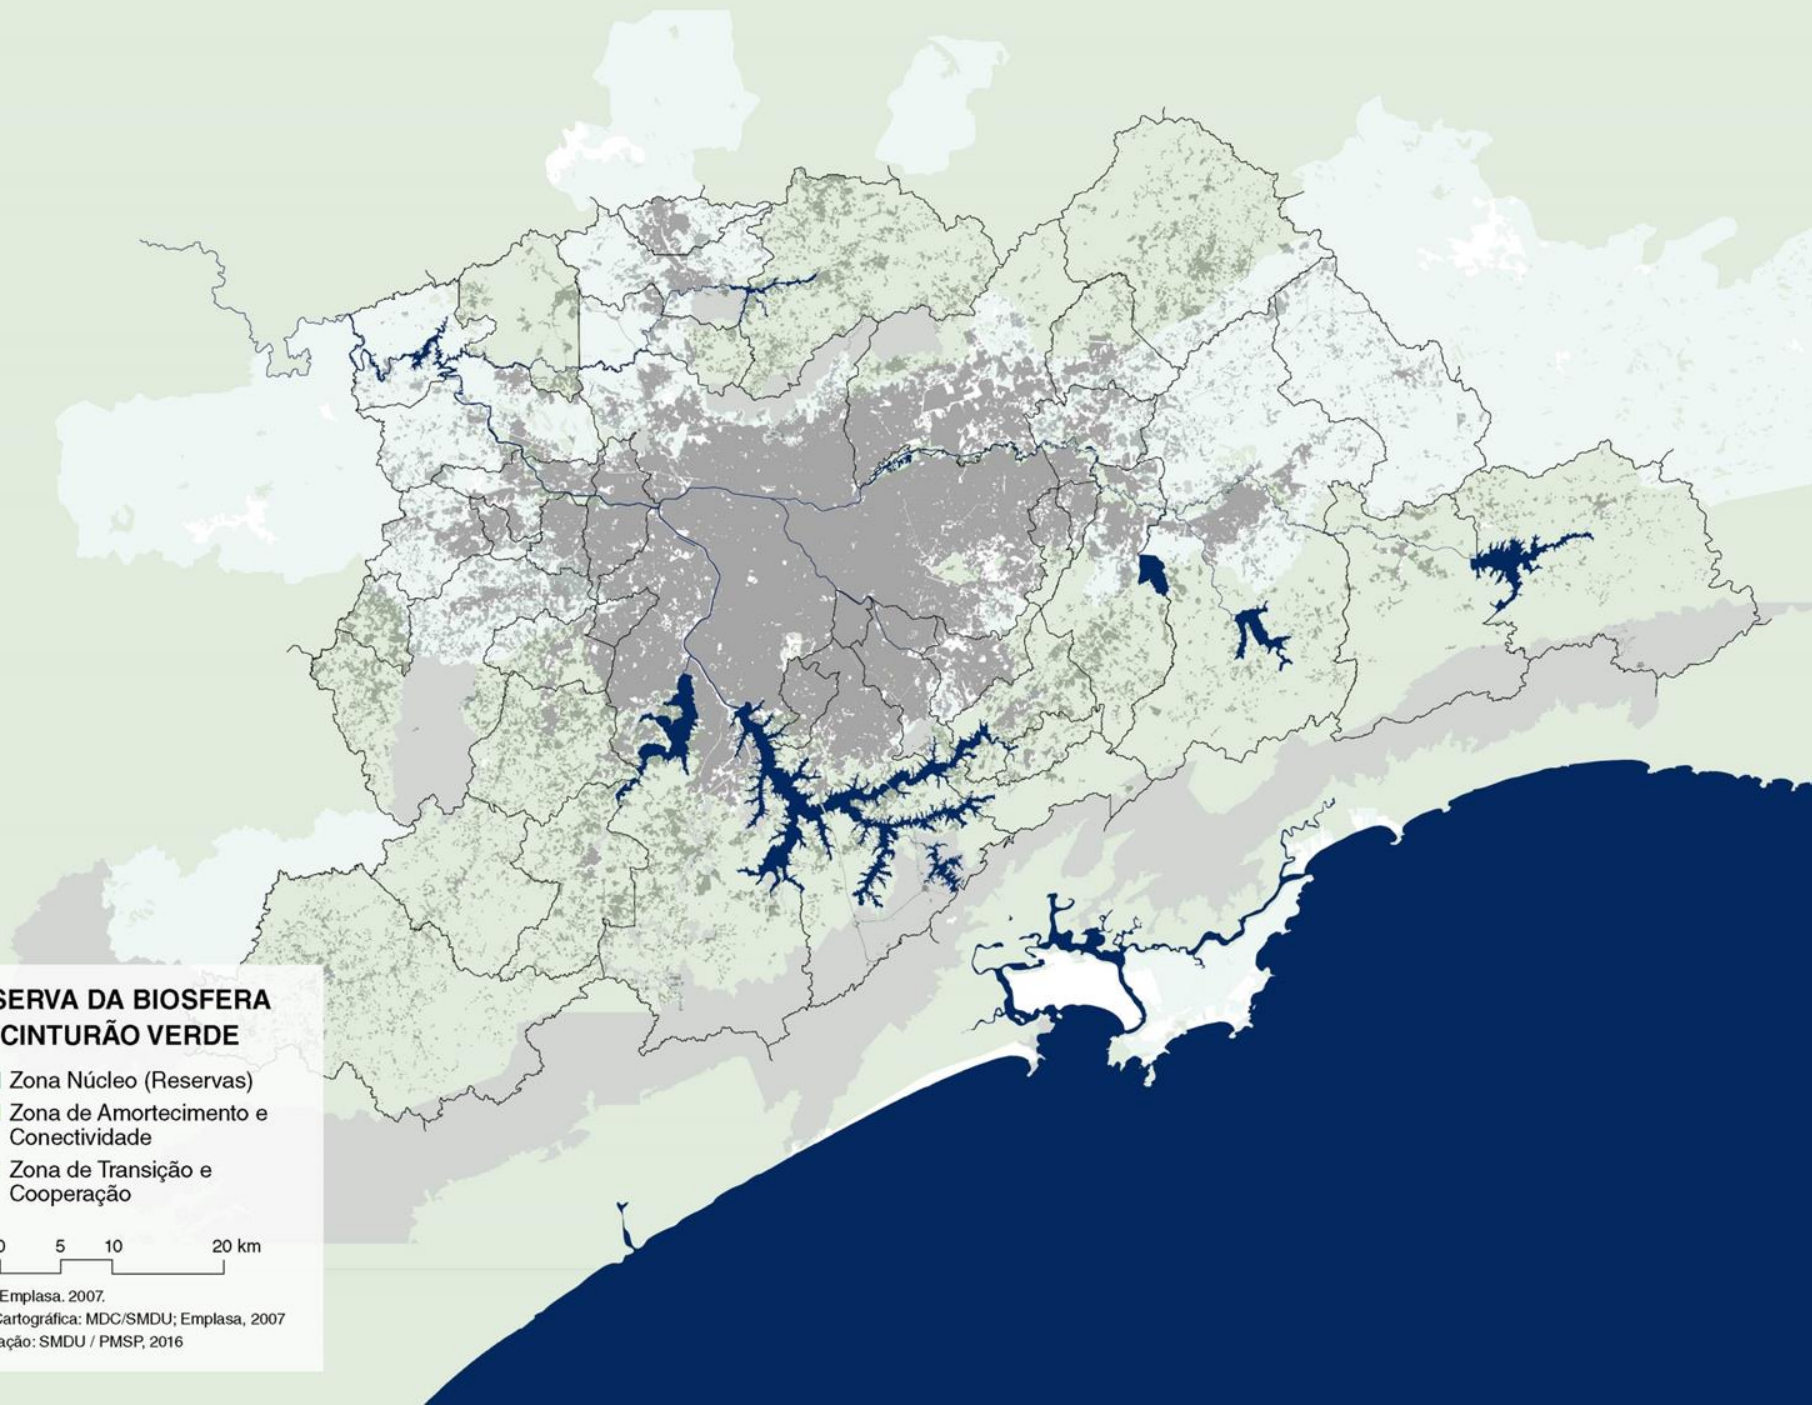 SERVA DA BIOSFERA
CINTURÃO VERDE
Zona Núcleo (Reservas)
Zona de Amortecimento e
Conectividade
Zona de Transição e
Cooperação
0 5 10 20 km
Emplasa. 2007.
Cartográfica: MDC/SMDU; Emplasa, 2007
ação: SMDU / PMSP, 2016